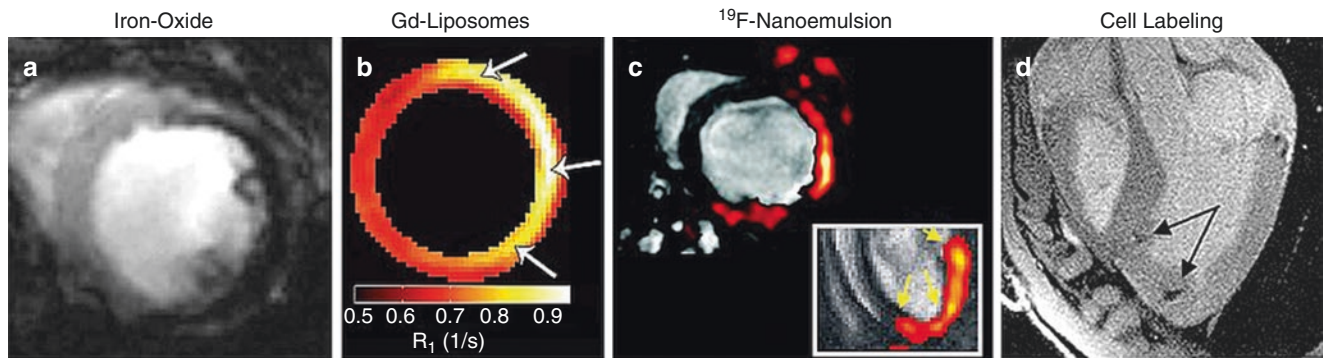 Iron-Oxide
Gd-Liposomes
¹⁹F-Nanoemulsion
Cell Labeling
a
b
c
d
0.5 0.6 0.7 0.8 0.9
R₁ (1/s)